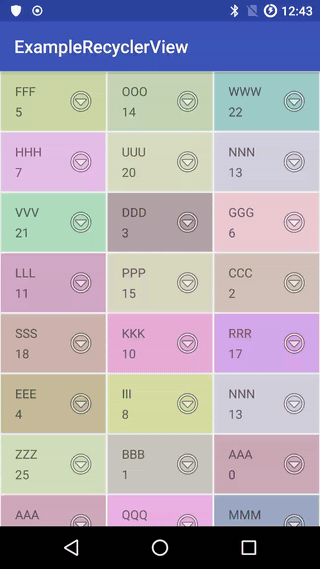 12:43
ExampleRecyclerView
FFF
5
OOO
14
WWW
22
HHH
7
UUU
20
NNN
13
VVV
21
DDD
3
GGG
6
LLL
11
PPP
15
CCC
2
SSS
18
KKK
10
RRR
17
EEE
4
III
8
NNN
13
ZZZ
25
BBB
1
AAA
0
AAA
QQQ
MMM